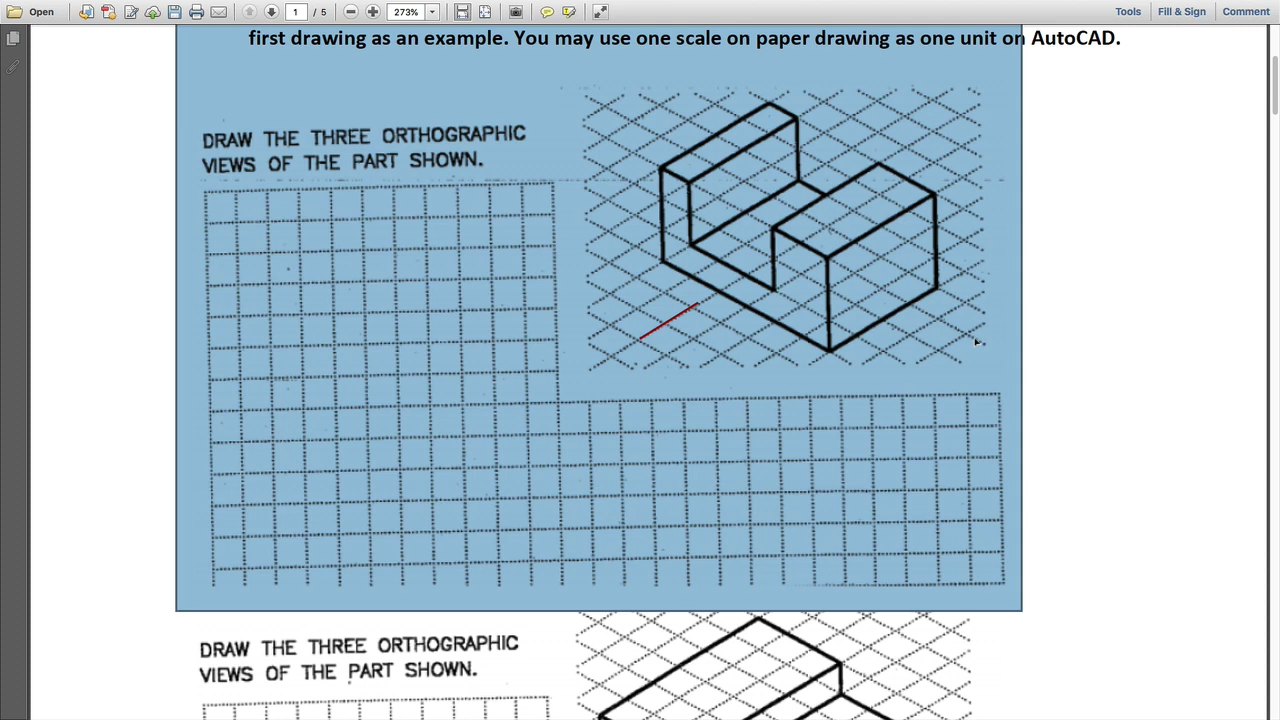 Open
1 / 5
273%
Tools
Fill & Sign
Comment
first drawing as an example. You may use one scale on paper drawing as one unit on AutoCAD.
DRAW THE THREE ORTHOGRAPHIC
VIEWS OF THE PART SHOWN.
DRAW THE THREE ORTHOGRAPHIC
VIEWS OF THE PART SHOWN.